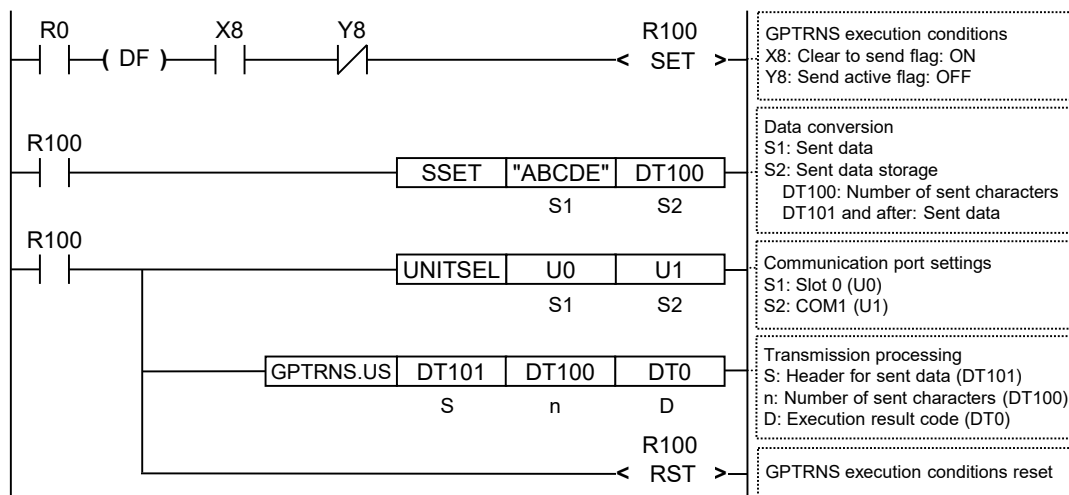 R0 X8 Y8 R100
( DF ) < SET >
GPTRNS execution conditions
X8: Clear to send flag: ON
Y8: Send active flag: OFF
R100
SSET "ABCDE" DT100
S1 S2
Data conversion
S1: Sent data
S2: Sent data storage
DT100: Number of sent characters
DT101 and after: Sent data
R100
UNITSEL U0 U1
S1 S2
Communication port settings
S1: Slot 0 (U0)
S2: COM1 (U1)
GPTRNS.US DT101 DT100 DT0
S n D
Transmission processing
S: Header for sent data (DT101)
n: Number of sent characters (DT100)
D: Execution result code (DT0)
R100
< RST >
GPTRNS execution conditions reset